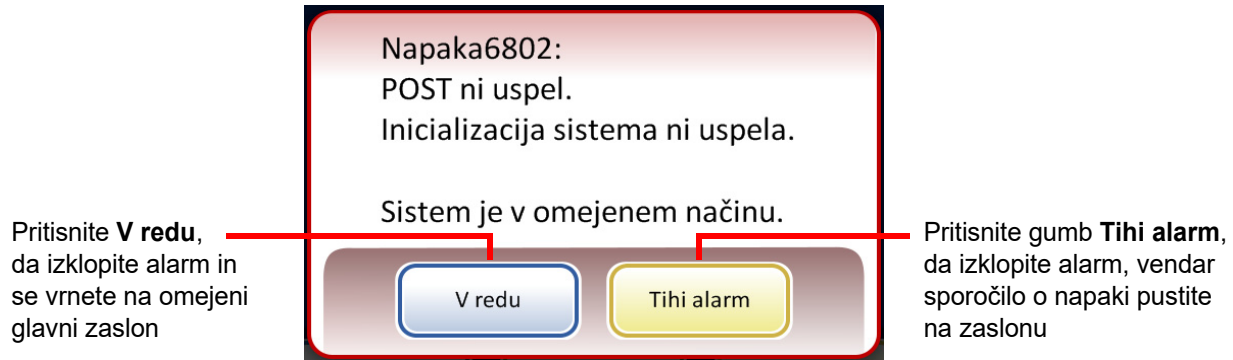 Napaka6802:
POST ni uspel.
Inicializacija sistema ni uspela.
Sistem je v omejenem načinu.
Pritisnite V redu,
da izklopite alarm in
se vrnete na omejeni
glavni zaslon
V redu
Tihi alarm
Pritisnite gumb Tihi alarm,
da izklopite alarm, vendar
sporočilo o napaki pustite
na zaslonu